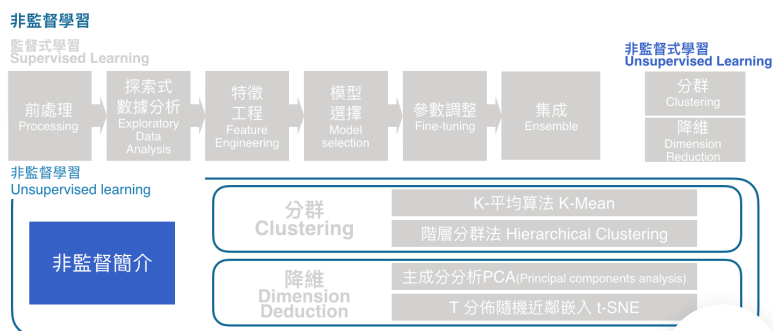 非監督學習
監督式學習
Supervised Learning
非監督式學習
Unsupervised Learning
前處理
Processing
探索式
數據分析
Exploratory
Data
Analysis
特徵
工程
Feature
Engineering
模型
選擇
Model
selection
參數調整
Fine-tuning
集成
Ensemble
分群
Clustering
降維
Dimension
Reduction
非監督學習
Unsupervised learning
非監督簡介
分群
Clustering
K-平均算法 K-Mean
階層分群法 Hierarchical Clustering
降維
Dimension
Deduction
主成分分析PCA(Principal components analysis)
T 分佈隨機近鄰嵌入 t-SNE